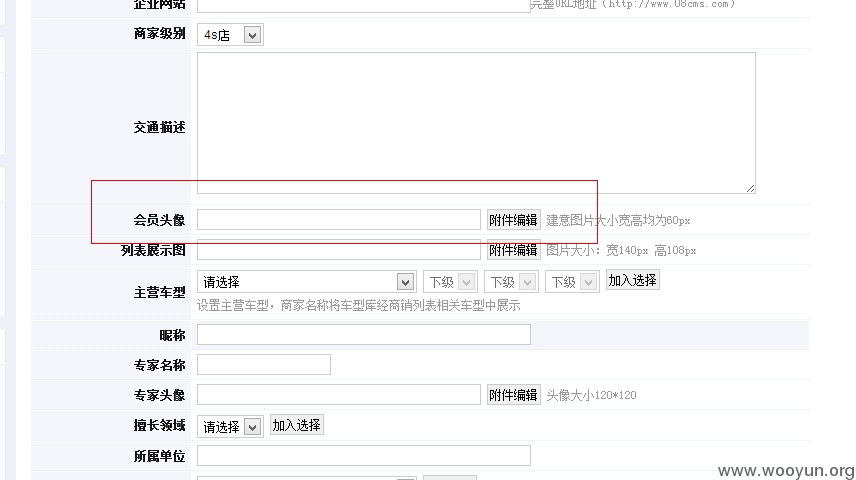 企业网站 完整URL地址（http://www.08cms.com）
商家级别 4s店
交通描述
会员头像 附件编辑 建意图片大小宽高均为60px
列表展示图 附件编辑 图片大小：宽140px 高108px
主营车型 请选择 下级 下级 下级 加入选择
设置主营车型，商家名称将车型库经商销列表相关车型中展示
昵称
专家名称
专家头像 附件编辑 头像大小120*120
擅长领域 请选择 加入选择
所属单位
www.wooyun.org